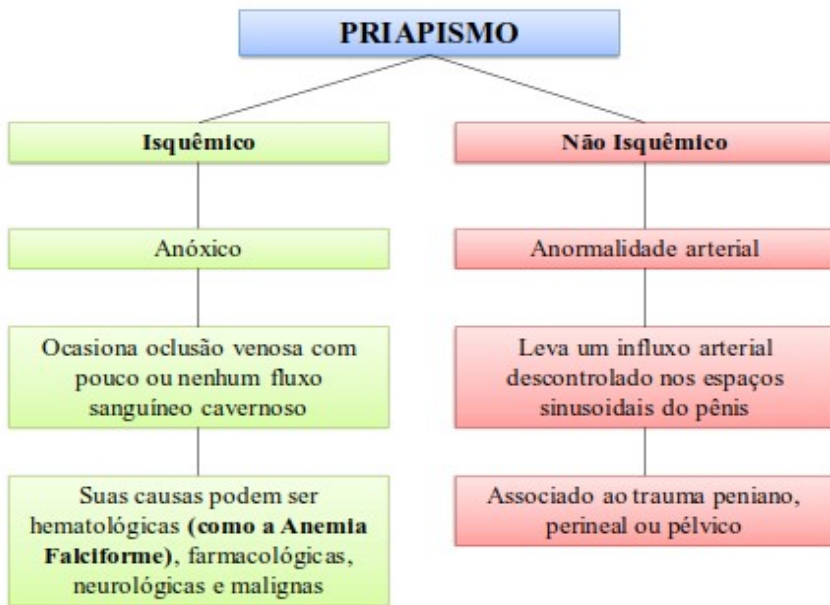 PRIAPISMO
Isquêmico
Não Isquêmico
Anóxico
Anormalidade arterial
Ocasiona oclusão venosa com
pouco ou nenhum fluxo
sanguíneo cavernoso
Leva um influxo arterial
descontrolado nos espaços
sinusoidais do pênis
Suas causas podem ser
hematológicas (como a Anemia
Falciforme), farmacológicas,
neurológicas e malignas
Associado ao trauma peniano,
perineal ou pélvico